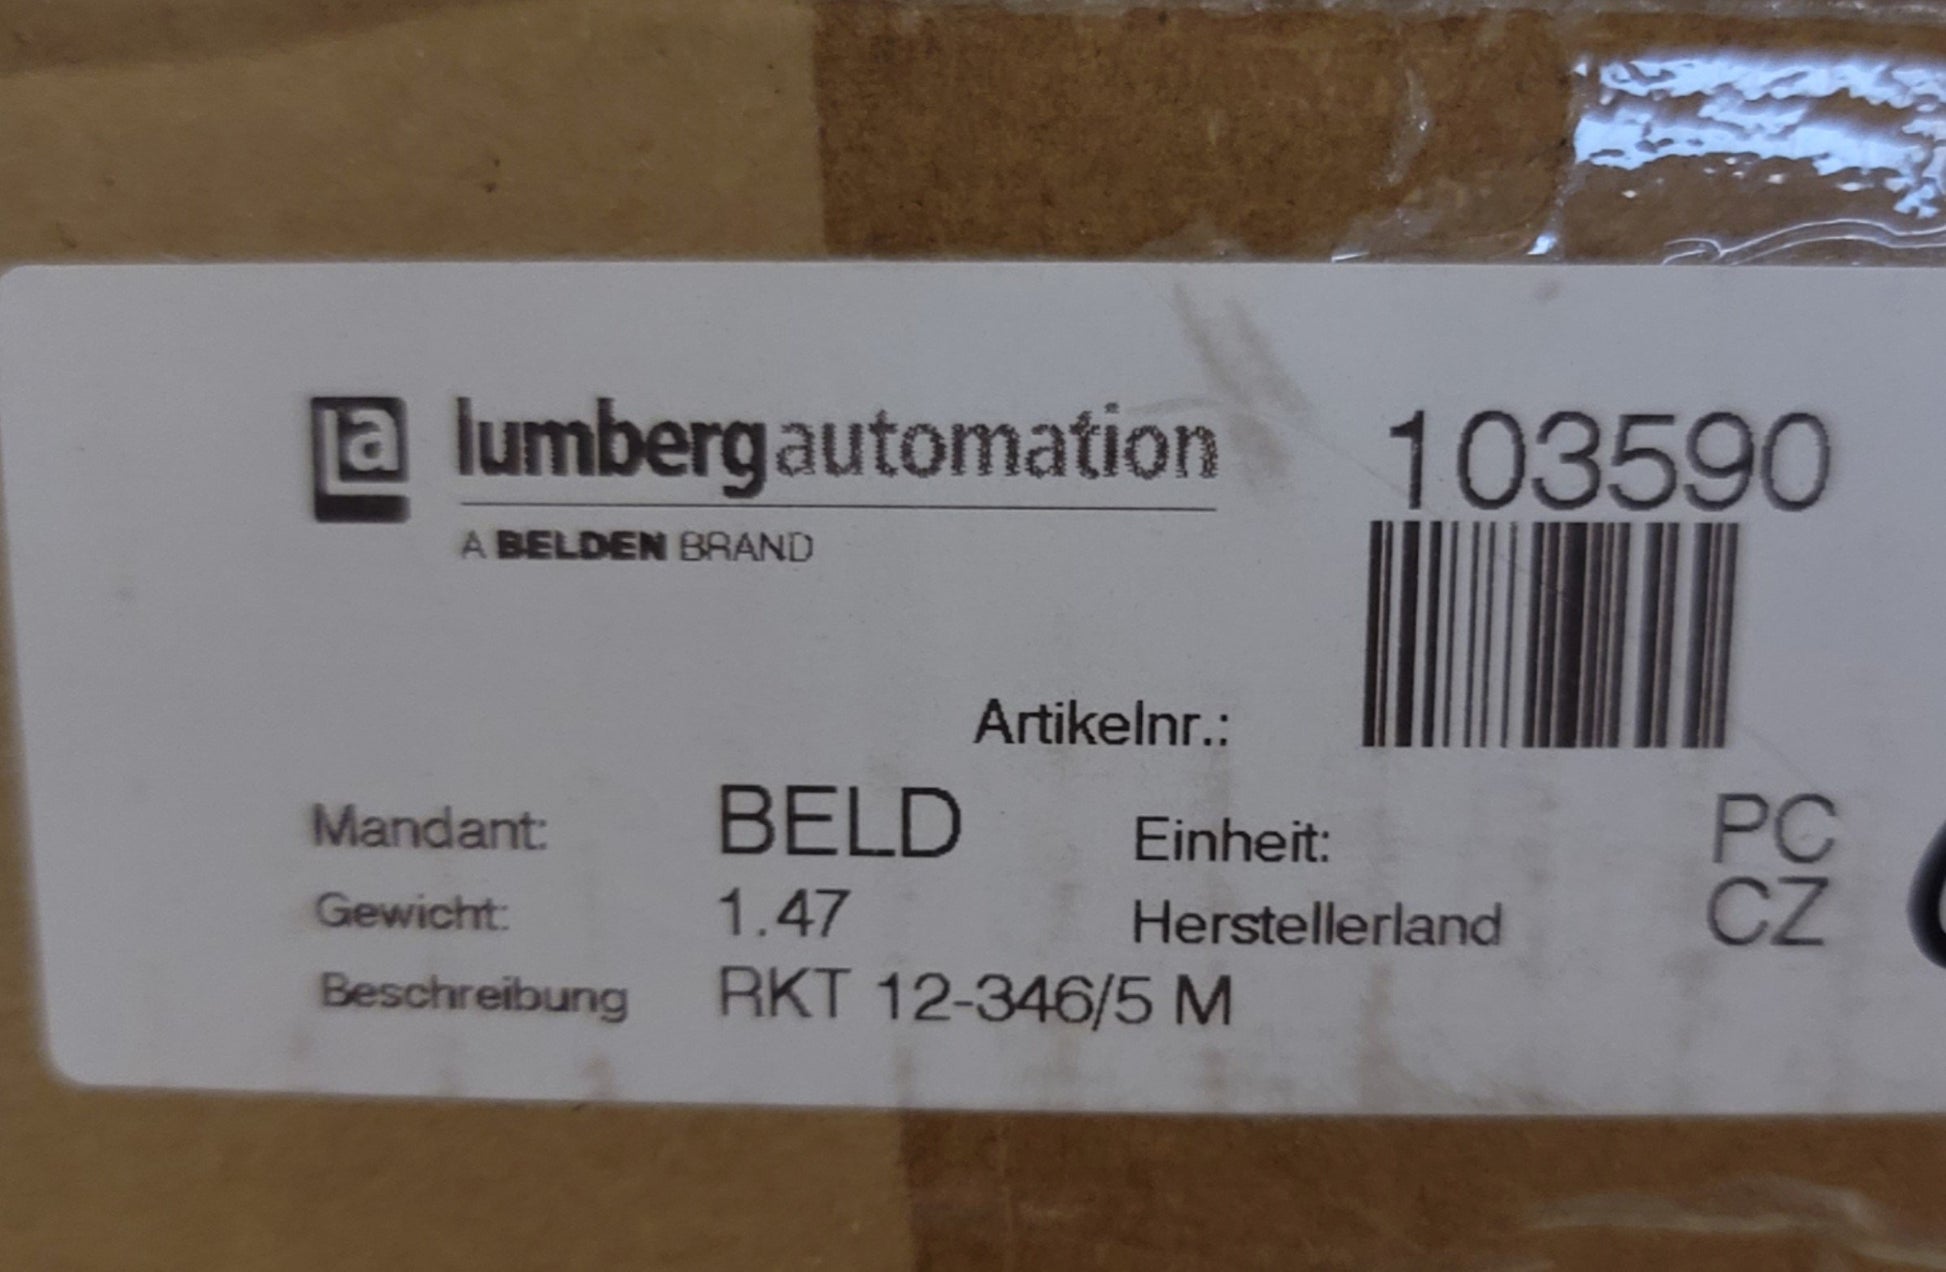 la lumbergautomation
A BELDEN BRAND
103590
Artikelnr.:
Mandant: BELD Einheit: PC
Gewicht: 1.47 Herstellerland CZ
Beschreibung RKT 12-346/5 M